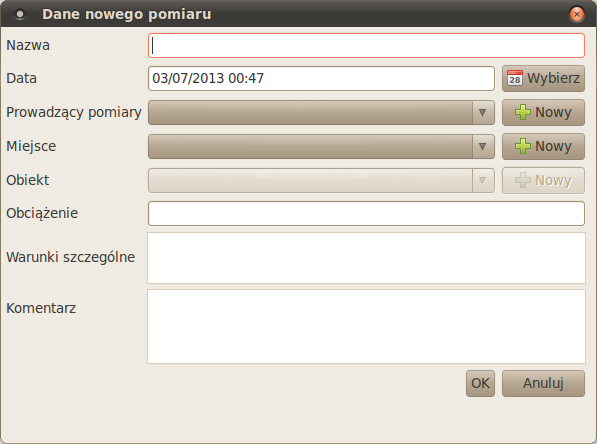 Dane nowego pomiaru
Nazwa
Data 03/07/2013 00:47 28 Wybierz
Prowadzący pomiary Nowy
Miejsce Nowy
Obiekt Nowy
Obciążenie
Warunki szczególne
Komentarz
OK Anuluj